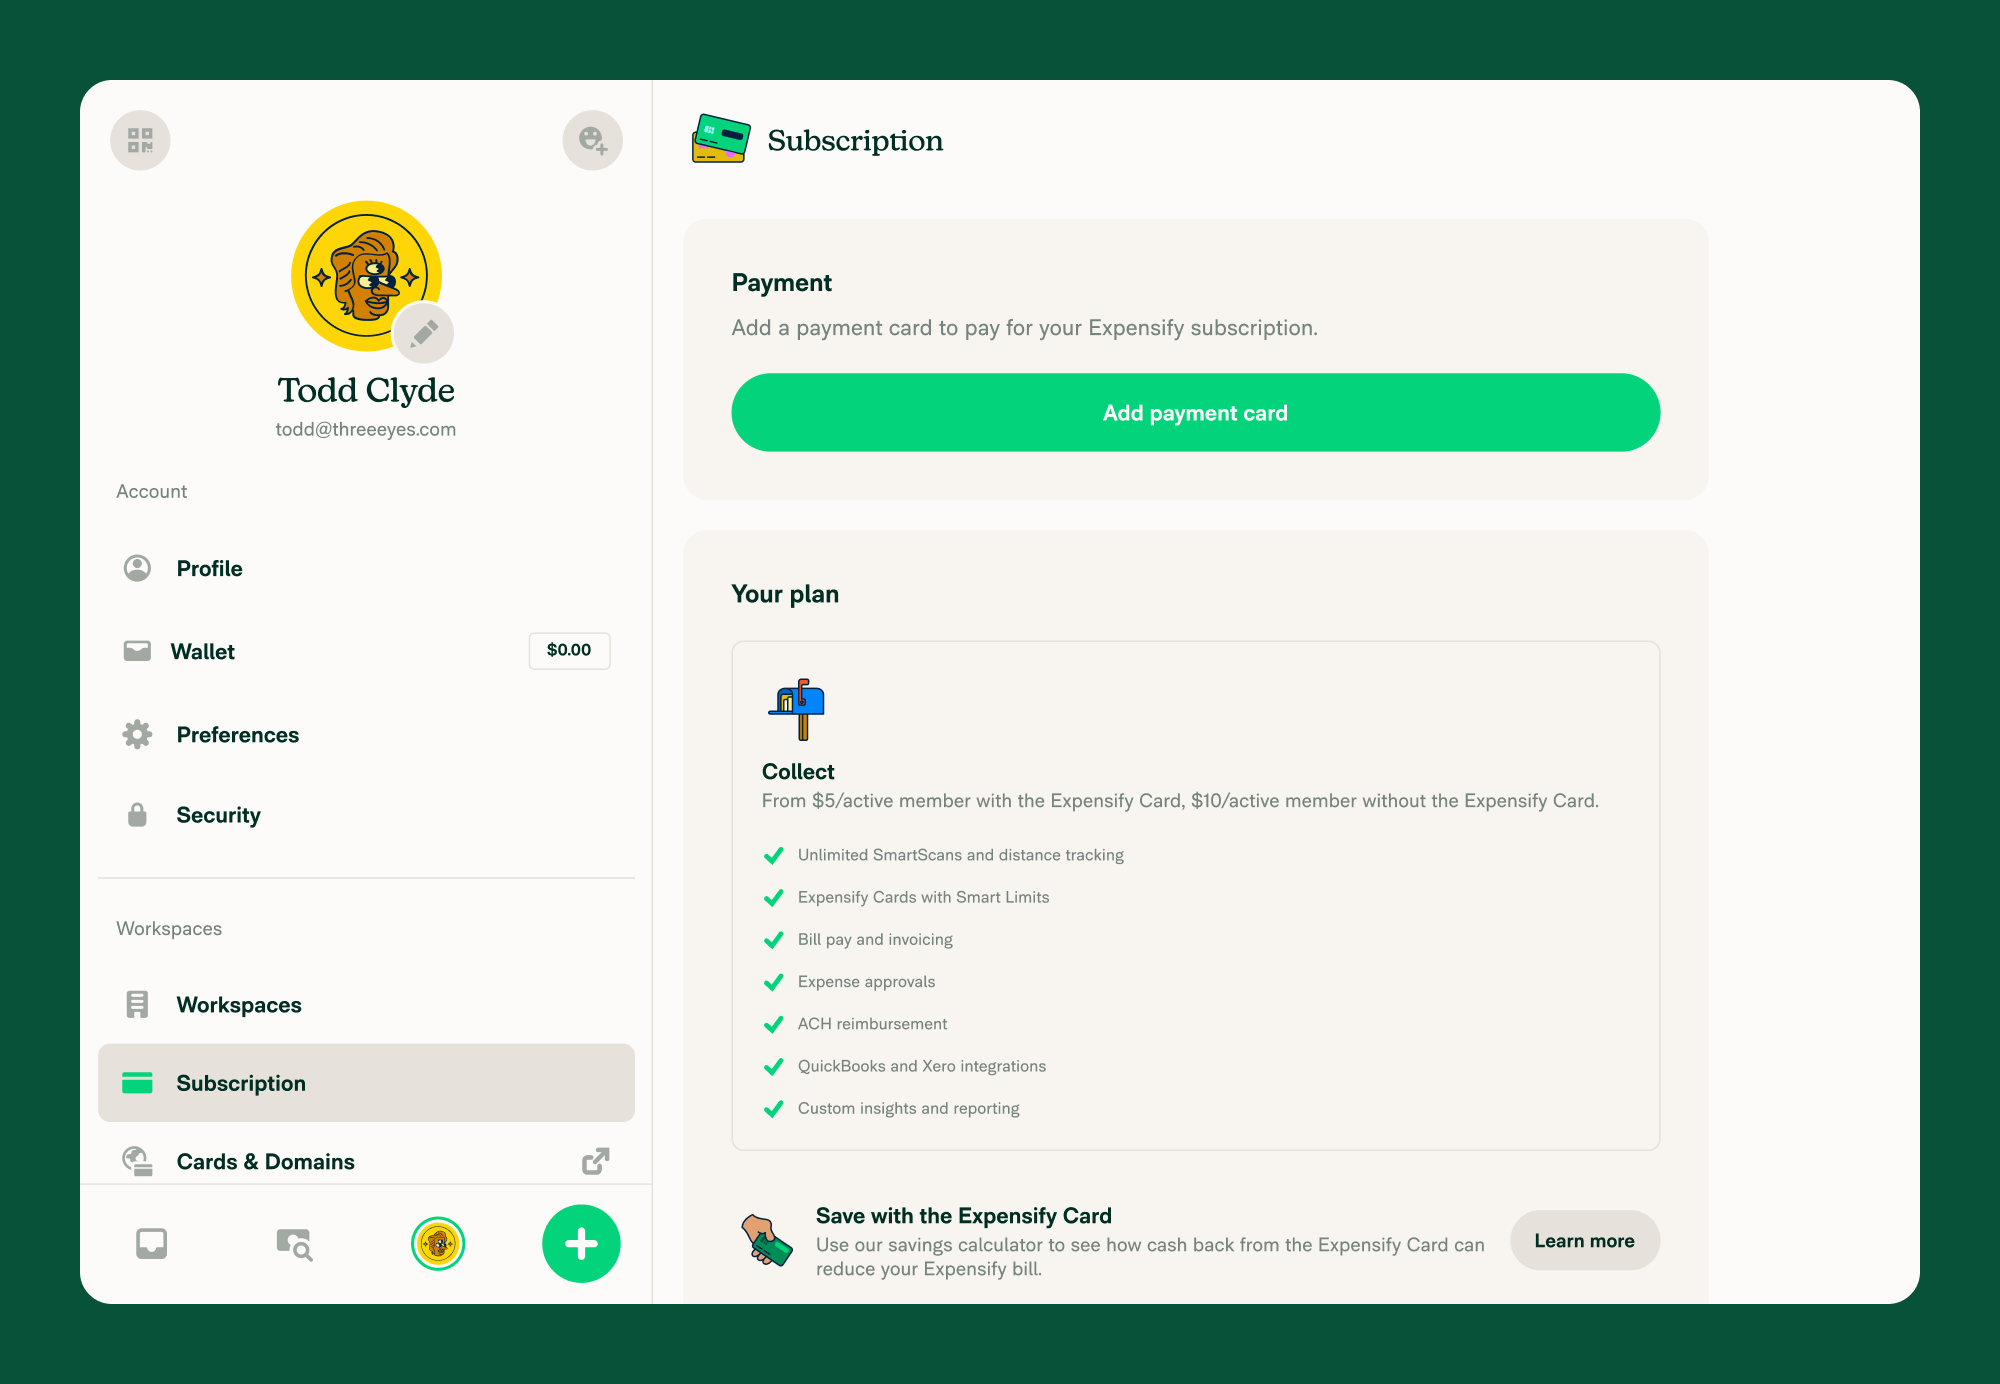 Todd Clyde
todd@threeeyes.com
Account
Profile
Wallet
$0.00
Preferences
Security
Workspaces
Workspaces
Subscription
Cards & Domains
Subscription
Payment
Add a payment card to pay for your Expensify subscription.
Add payment card
Your plan
Collect
From $5/active member with the Expensify Card, $10/active member without the Expensify Card.
Unlimited SmartScans and distance tracking
Expensify Cards with Smart Limits
Bill pay and invoicing
Expense approvals
ACH reimbursement
QuickBooks and Xero integrations
Custom insights and reporting
Save with the Expensify Card
Use our savings calculator to see how cash back from the Expensify Card can
reduce your Expensify bill.
Learn more